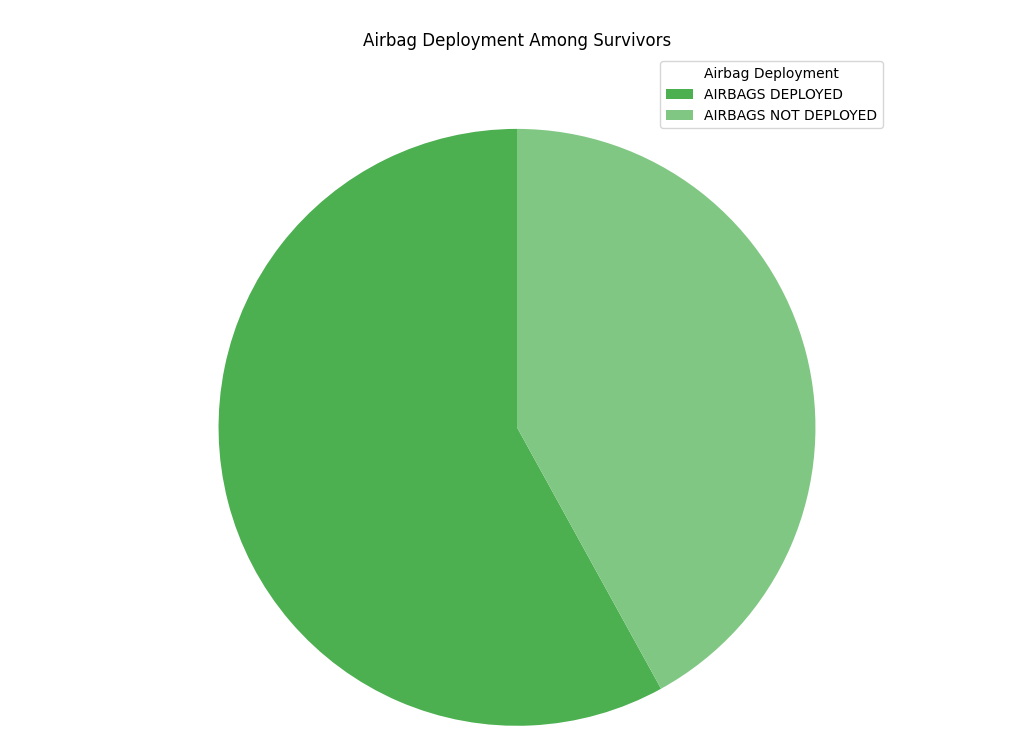 Airbag Deployment Among Survivors
Airbag Deployment
AIRBAGS DEPLOYED
AIRBAGS NOT DEPLOYED